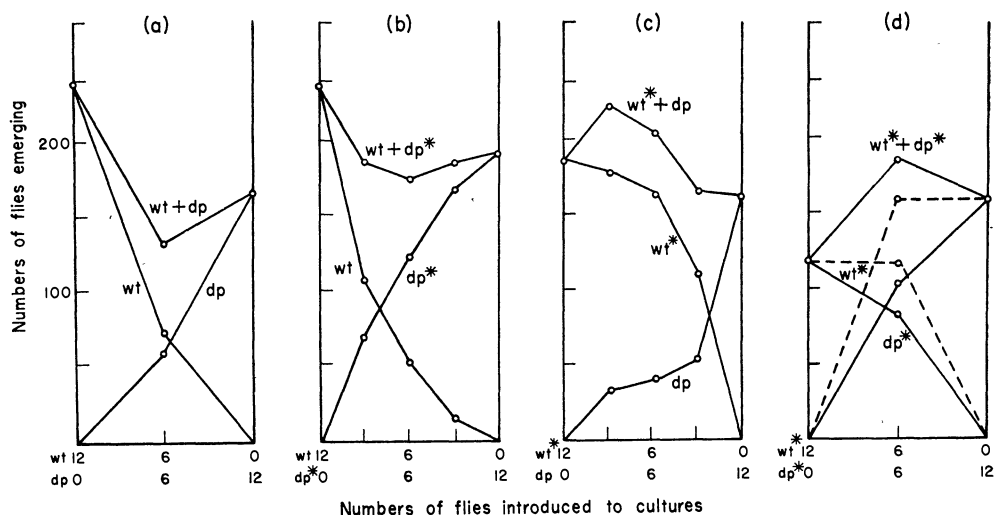 (a)
(b)
(c)
(d)
Numbers of flies emerging
200
100
wt + dp
wt
dp
wt + dp*
wt
dp*
wt* + dp
wt*
dp
wt* + dp*
wt*
dp*
wt 12 6 0
dp 0 6 12
wt 12 6 0
dp* 0 6 12
wt* 12 6 0
dp 0 6 12
wt* 12 6 0
dp* 0 6 12
Numbers of flies introduced to cultures